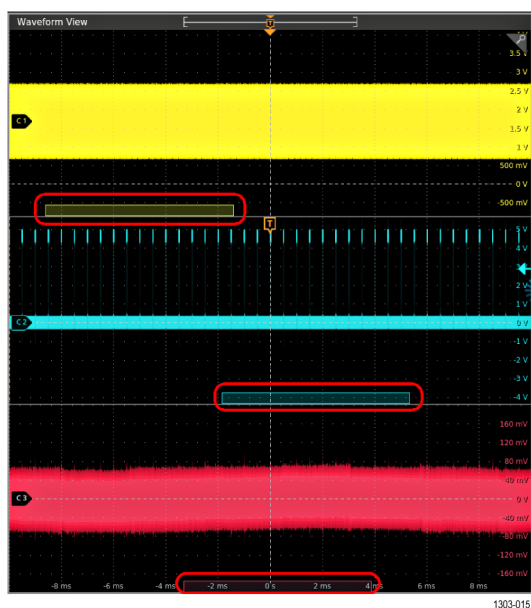 Waveform View
T
3.5 V
3 V
2.5 V
2 V
C 1
1.5 V
1 V
500 mV
0 V
-500 mV
T
5 V
4 V
2 V
1 V
C 2
0 V
-1 V
-2 V
-3 V
-4 V
160 mV
120 mV
80 mV
40 mV
C 3
0 V
-40 mV
-80 mV
-120 mV
-160 mV
-8 ms -6 ms -4 ms -2 ms 0 s 2 ms 4 ms 6 ms 8 ms
1303-015